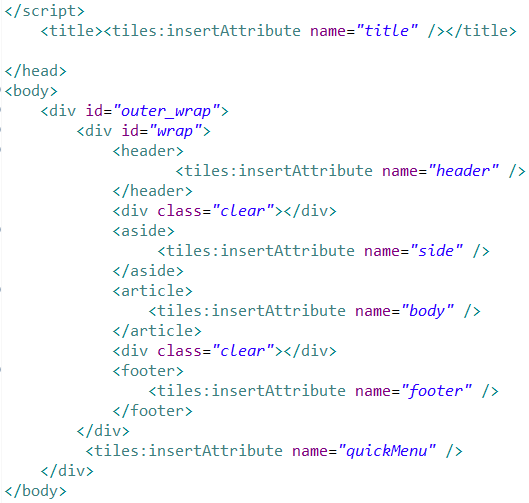 </script>
    <title><tiles:insertAttribute name="title" /></title>

</head>
<body>
    <div id="outer_wrap">
        <div id="wrap">
            <header>
                   <tiles:insertAttribute name="header" />
            </header>
            <div class="clear"></div>
            <aside>
                 <tiles:insertAttribute name="side" />
            </aside>
            <article>
                <tiles:insertAttribute name="body" />
            </article>
            <div class="clear"></div>
            <footer>
                <tiles:insertAttribute name="footer" />
            </footer>
        </div>
         <tiles:insertAttribute name="quickMenu" />
    </div>
</body>